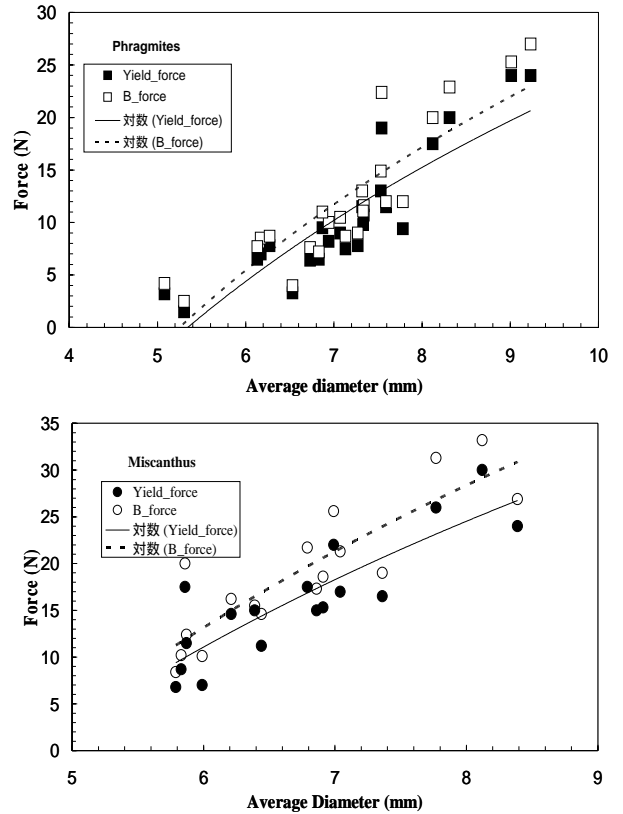 30
25
20
15
10
5
0
Force (N)
Phragmites
Yield_force
B_force
対数 (Yield_force)
対数 (B_force)
4 5 6 7 8 9 10
Average diameter (mm)
35
30
25
20
15
10
5
0
Force (N)
Miscanthus
Yield_force
B_force
対数 (Yield_force)
対数 (B_force)
5 6 7 8 9
Average Diameter (mm)